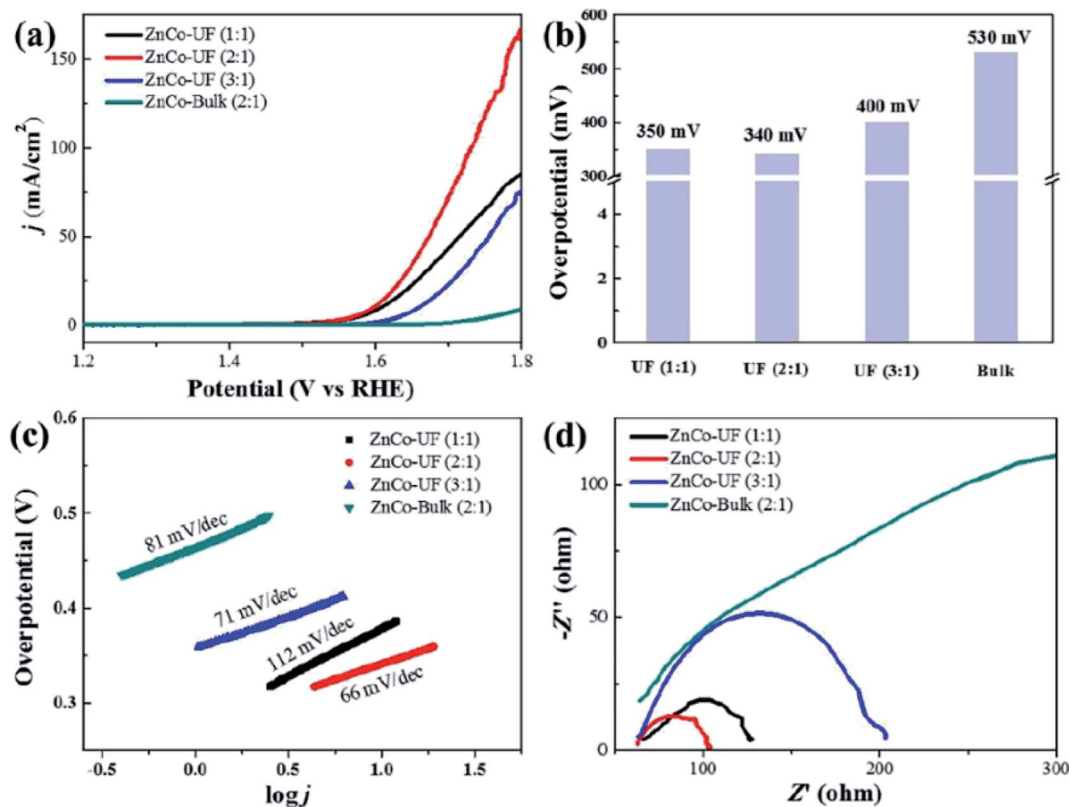 (a)
ZnCo-UF (1:1)
ZnCo-UF (2:1)
ZnCo-UF (3:1)
ZnCo-Bulk (2:1)
150
100
50
0
j (mA/cm²)
1.2
1.4
1.6
1.8
Potential (V vs RHE)
(b)
600
500
400
300
4
2
0
Overpotential (mV)
350 mV
340 mV
400 mV
530 mV
UF (1:1)
UF (2:1)
UF (3:1)
Bulk
(c)
ZnCo-UF (1:1)
ZnCo-UF (2:1)
ZnCo-UF (3:1)
ZnCo-Bulk (2:1)
0.6
0.5
0.4
0.3
Overpotential (V)
81 mV/dec
71 mV/dec
112 mV/dec
66 mV/dec
-0.5
0.0
0.5
1.0
1.5
log j
(d)
ZnCo-UF (1:1)
ZnCo-UF (2:1)
ZnCo-UF (3:1)
ZnCo-Bulk (2:1)
100
50
0
-Z'' (ohm)
100
200
300
Z' (ohm)